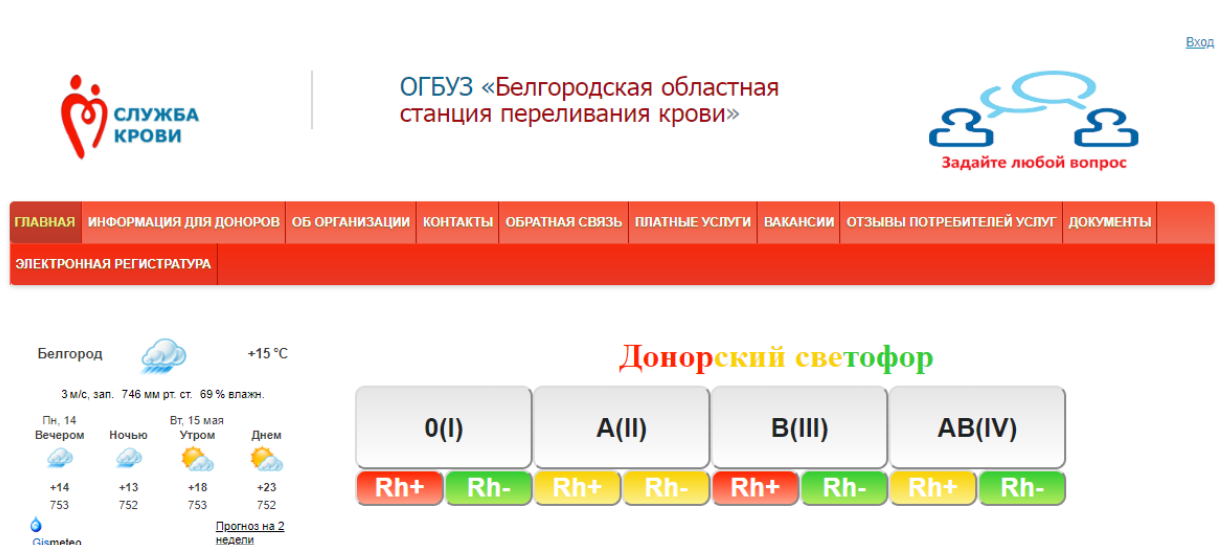 Вход
СЛУЖБА
КРОВИ
ОГБУЗ «Белгородская областная
станция переливания крови»
Задайте любой вопрос
ГЛАВНАЯ ИНФОРМАЦИЯ ДЛЯ ДОНОРОВ ОБ ОРГАНИЗАЦИИ КОНТАКТЫ ОБРАТНАЯ СВЯЗЬ ПЛАТНЫЕ УСЛУГИ ВАКАНСИИ ОТЗЫВЫ ПОТРЕБИТЕЛЕЙ УСЛУГ ДОКУМЕНТЫ
ЭЛЕКТРОННАЯ РЕГИСТРАТУРА
Белгород +15 °C
3 м/с, зап. 746 мм рт. ст. 69 % влажн.
Пн, 14 Вт, 15 мая
Вечером Ночью Утром Днем
+14 +13 +18 +23
753 752 753 752
Прогноз на 2
недели
Gismeteo
Донорский светофор
0(I) A(II) B(III) AB(IV)
Rh+ Rh- Rh+ Rh- Rh+ Rh- Rh+ Rh-